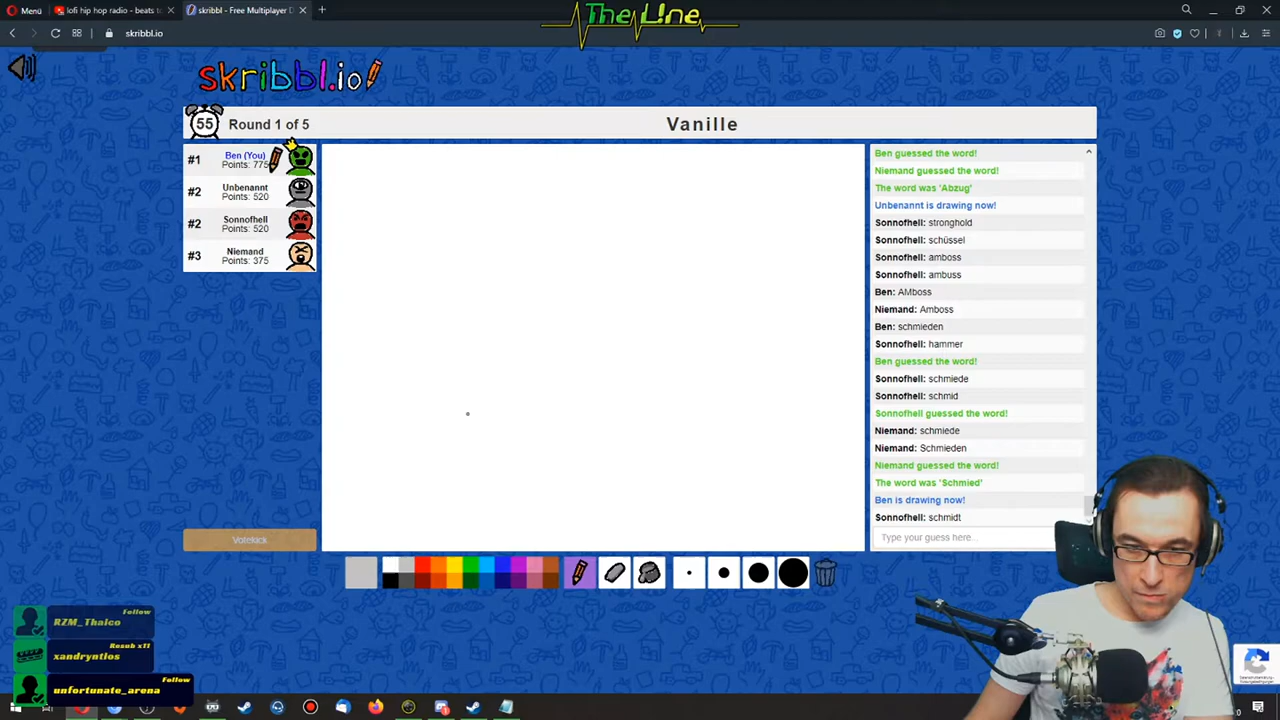 Menü
lofi hip hop radio - beats to
skribbl - Free Multiplayer D
The L!ne
skribbl.io
skribbl.io
55
Round 1 of 5
Vanille
#1
Ben (You)
Points: 775
#2
Unbenannt
Points: 520
#2
Sonnofhell
Points: 520
#3
Niemand
Points: 375
Votekick
Ben guessed the word!
Niemand guessed the word!
The word was 'Abzug'
Unbenannt is drawing now!
Sonnofhell: stronghold
Sonnofhell: schüssel
Sonnofhell: amboss
Sonnofhell: ambuss
Ben: AMboss
Niemand: Amboss
Ben: schmieden
Sonnofhell: hammer
Ben guessed the word!
Sonnofhell: schmiede
Sonnofhell: schmid
Sonnofhell guessed the word!
Niemand: schmiede
Niemand: Schmieden
Niemand guessed the word!
The word was 'Schmied'
Ben is drawing now!
Sonnofhell: schmidt
Type your guess here...
Follow
RZM_Thaico
Resub x11
xandryntlos
Follow
unfortunate_arena